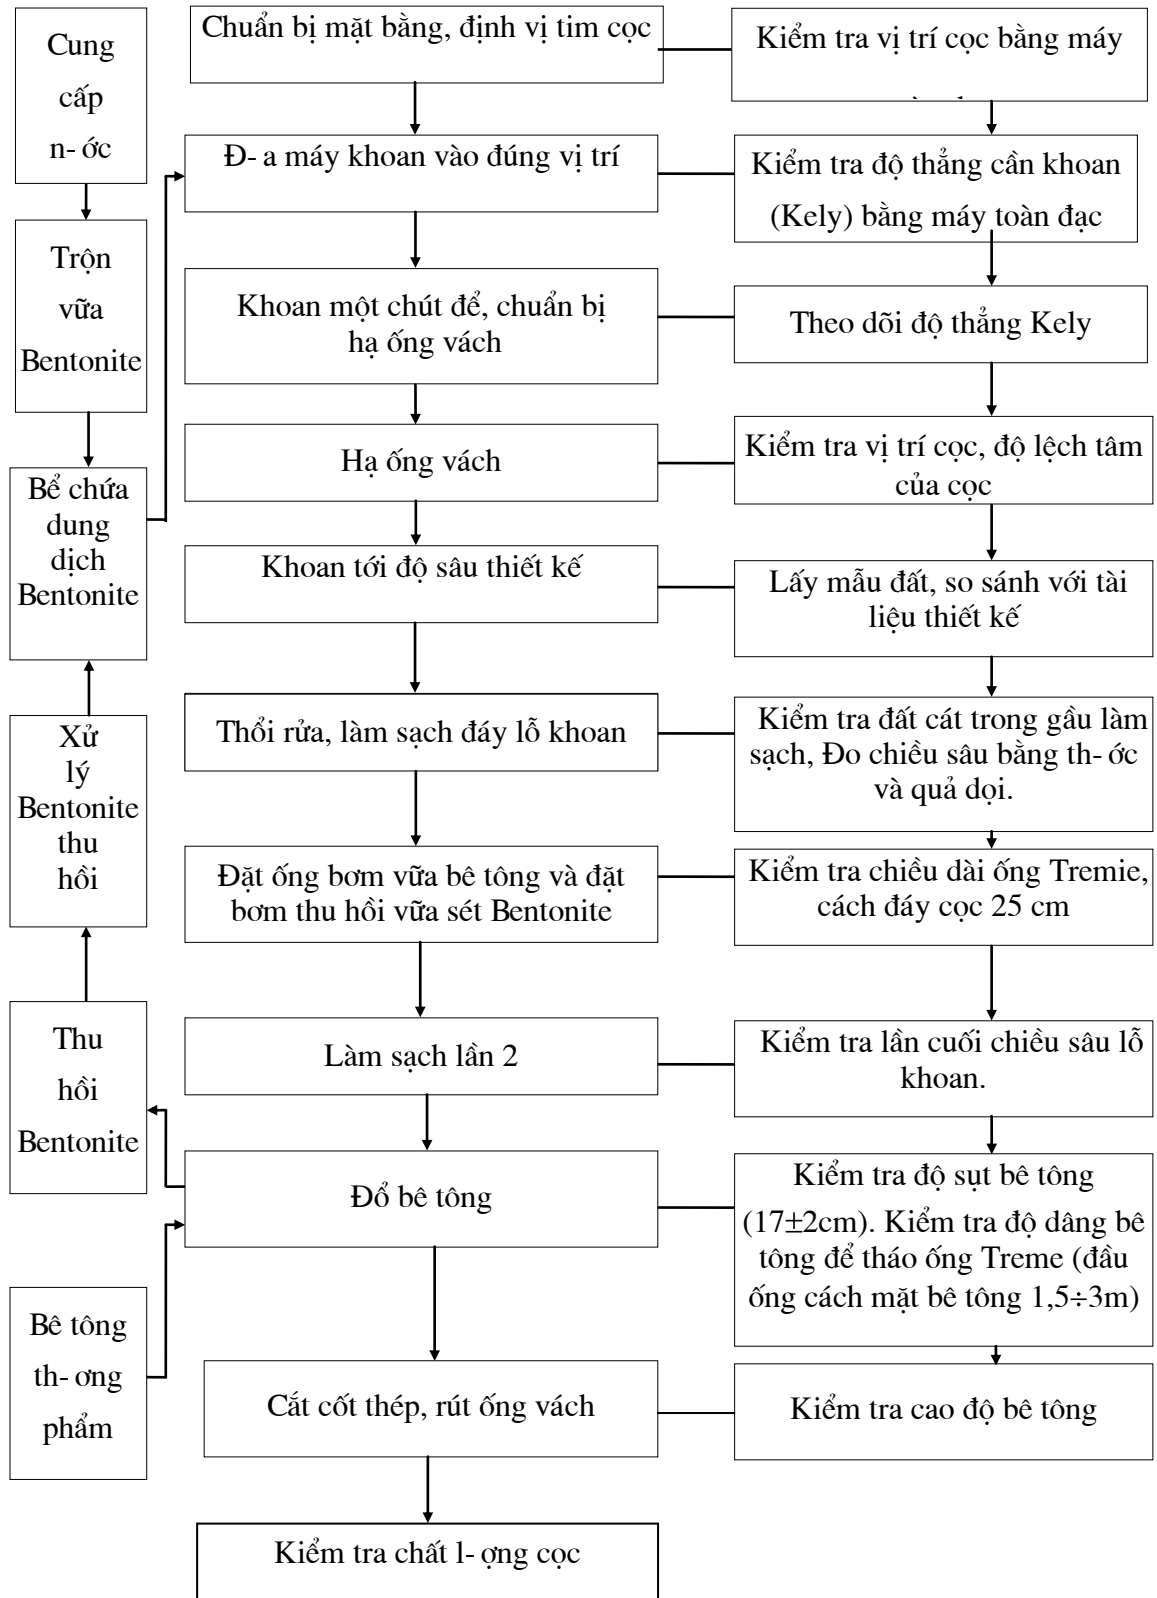 Cung
cấp
n- ớc
Trộn
vữa
Bentonite
Bể chứa
dung
dịch
Bentonite
Xử
lý
Bentonite
thu
hồi
Thu
hồi
Bentonite
Bê tông
th- ơng
phẩm
Chuẩn bị mặt bằng, định vị tim cọc
Đ- a máy khoan vào đúng vị trí
Khoan một chút để, chuẩn bị
hạ ống vách
Hạ ống vách
Khoan tới độ sâu thiết kế
Thổi rửa, làm sạch đáy lỗ khoan
Đặt ống bơm vữa bê tông và đặt
bơm thu hồi vữa sét Bentonite
Làm sạch lần 2
Đổ bê tông
Cắt cốt thép, rút ống vách
Kiểm tra chất l- ợng cọc
Kiểm tra vị trí cọc bằng máy
Kiểm tra độ thẳng cần khoan
(Kely) bằng máy toàn đạc
Theo dõi độ thẳng Kely
Kiểm tra vị trí cọc, độ lệch tâm
của cọc
Lấy mẫu đất, so sánh với tài
liệu thiết kế
Kiểm tra đất cát trong gầu làm
sạch, Đo chiều sâu bằng th- ớc
và quả dọi.
Kiểm tra chiều dài ống Tremie,
cách đáy cọc 25 cm
Kiểm tra lần cuối chiều sâu lỗ
khoan.
Kiểm tra độ sụt bê tông
(17±2cm). Kiểm tra độ dâng bê
tông để tháo ống Treme (đầu
ống cách mặt bê tông 1,5÷3m)
Kiểm tra cao độ bê tông